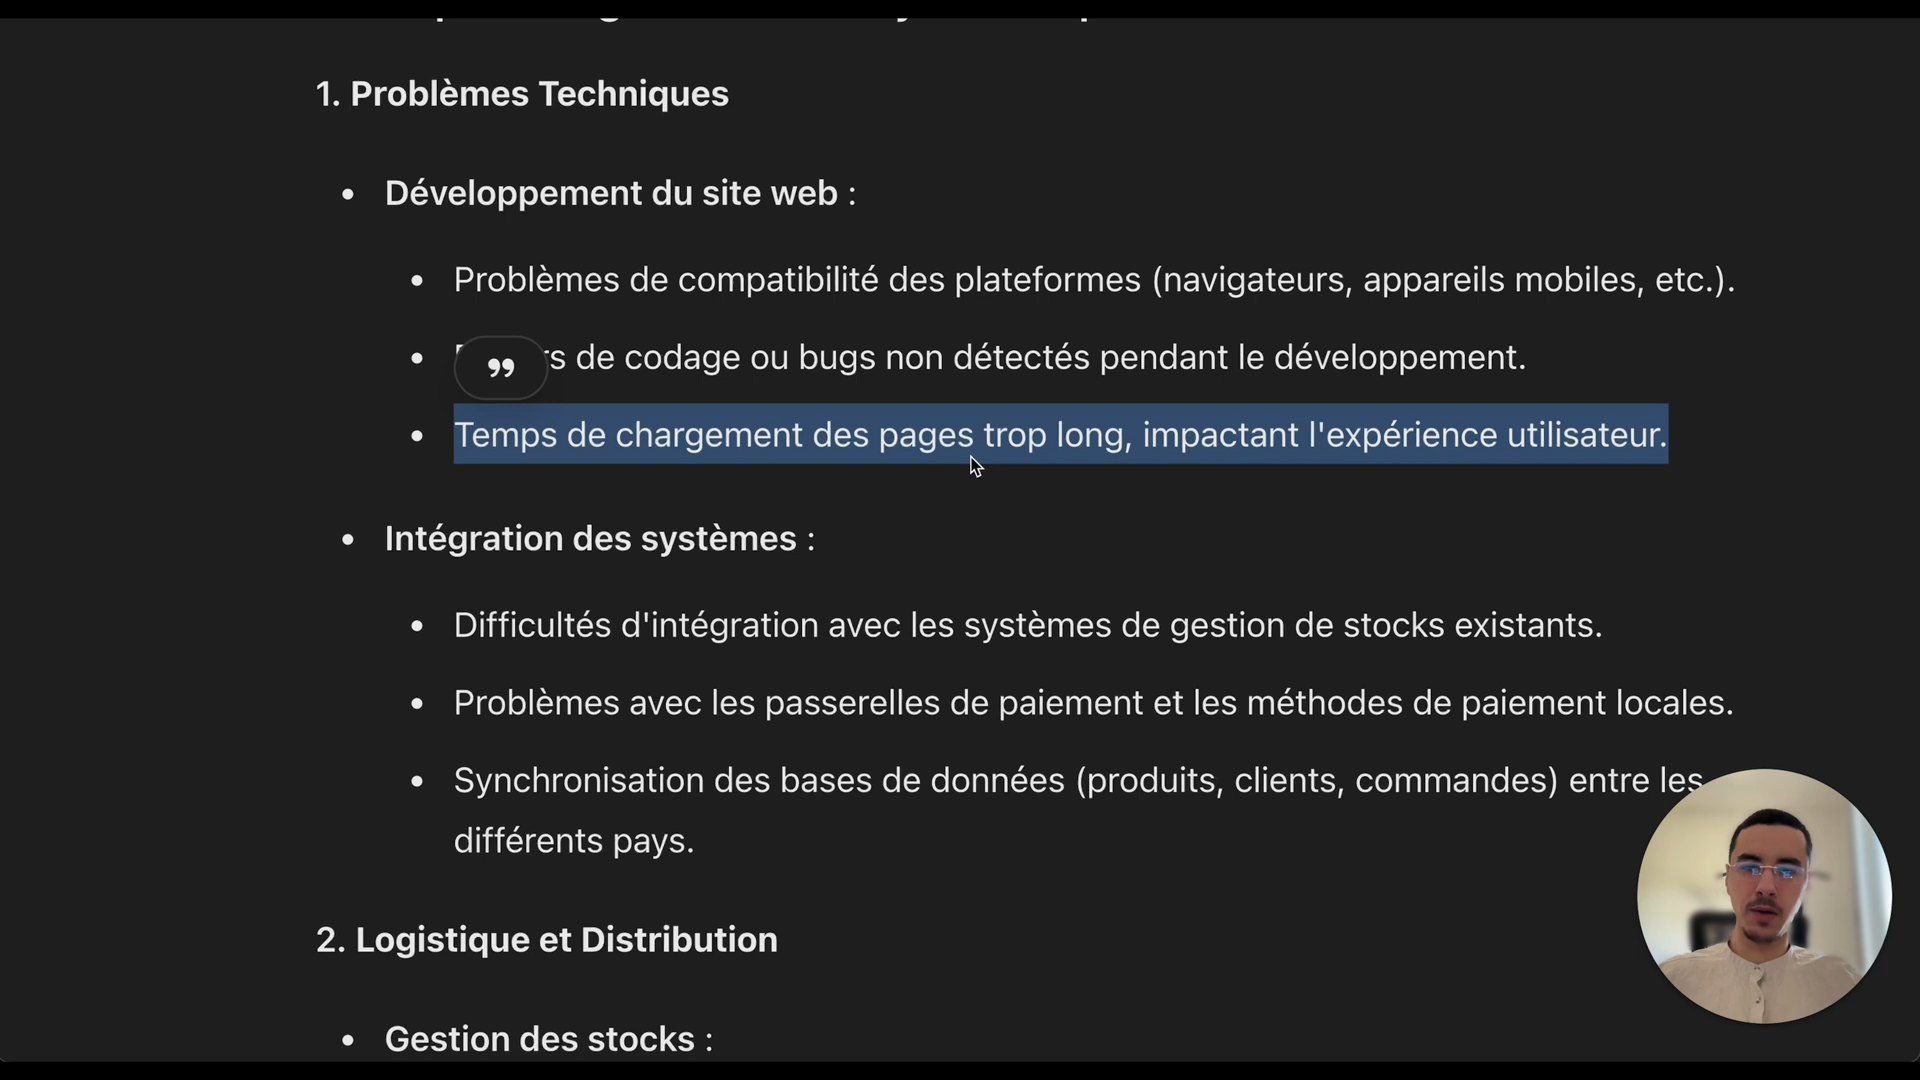 1. Problèmes Techniques
• Développement du site web :
• Problèmes de compatibilité des plateformes (navigateurs, appareils mobiles, etc.).
• de codage ou bugs non détectés pendant le développement.
• Temps de chargement des pages trop long, impactant l'expérience utilisateur.
• Intégration des systèmes :
• Difficultés d'intégration avec les systèmes de gestion de stocks existants.
• Problèmes avec les passerelles de paiement et les méthodes de paiement locales.
• Synchronisation des bases de données (produits, clients, commandes) entre les
différents pays.
2. Logistique et Distribution
• Gestion des stocks :